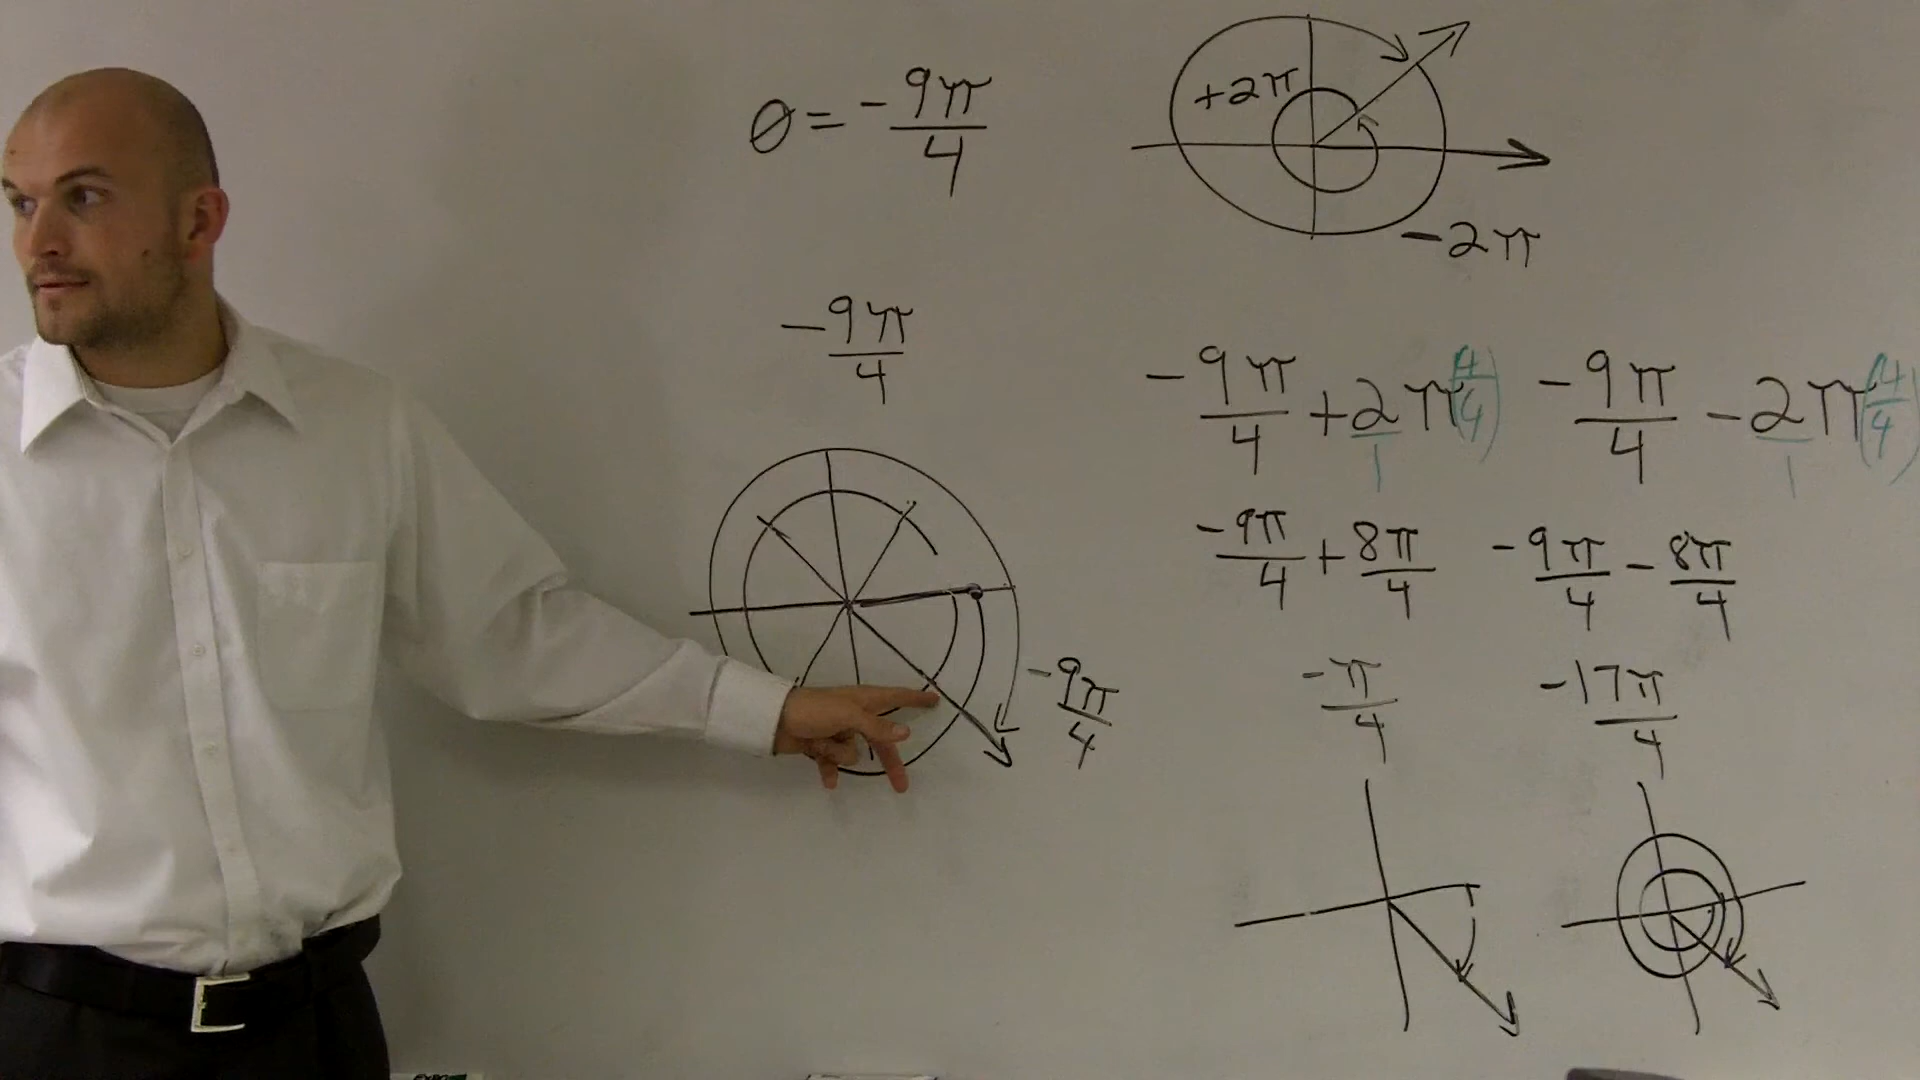 θ = -9π/4
+2π
-2π
-9π/4
-9π/4 + 2π/1 (4/4)
-9π/4 - 2π/1 (4/4)
-9π/4 + 8π/4
-9π/4 - 8π/4
-π/4
-17π/4
-9π/4